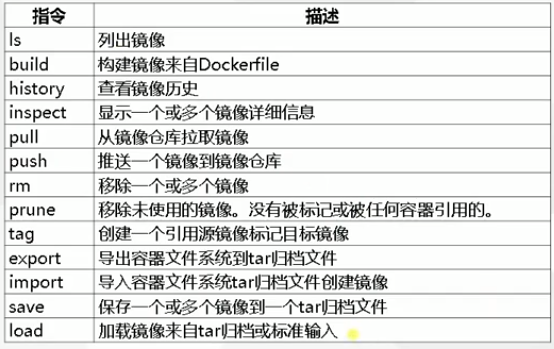 指令 描述
ls 列出镜像
build 构建镜像来自Dockerfile
history 查看镜像历史
inspect 显示一个或多个镜像详细信息
pull 从镜像仓库拉取镜像
push 推送一个镜像到镜像仓库
rm 移除一个或多个镜像
prune 移除未使用的镜像。没有被标记或被任何容器引用的。
tag 创建一个引用源镜像标记目标镜像
export 导出容器文件系统到tar归档文件
import 导入容器文件系统tar归档文件创建镜像
save 保存一个或多个镜像到一个tar归档文件
load 加载镜像来自tar归档或标准输入